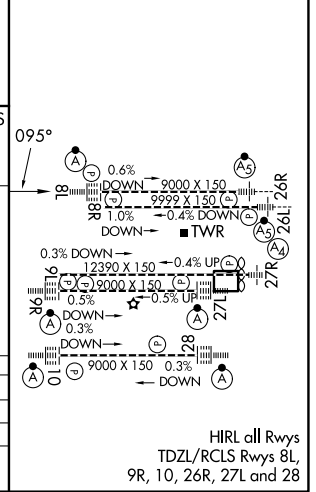 S
095°
A
P
A5
0.6%
DOWN
9000 X 150
8L
26R
8R
P
9999 X 150
P
26L
1.0%
0.4% DOWN
DOWN
TWR
A5
A4
0.3% DOWN
0.4% UP
P
27R
9L
12390 X 150
P
P
9000 X 150
P
9R
0.5%
0.5% UP
27L
A
DOWN
A
0.3%
DOWN
P
28
10
9000 X 150
0.3%
A
P
DOWN
A
HIRL all Rwys
TDZL/RCLS Rwys 8L,
9R, 10, 26R, 27L and 28